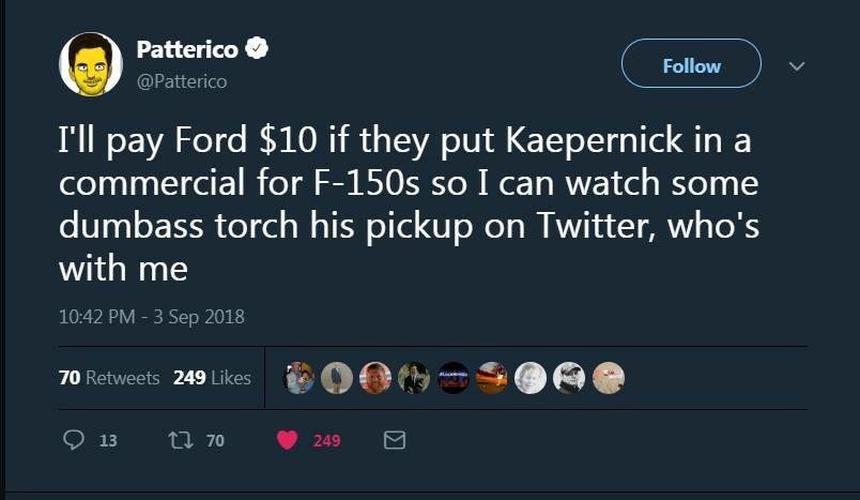 Patterico
@Patterico
Follow
I'll pay Ford $10 if they put Kaepernick in a
commercial for F-150s so I can watch some
dumbass torch his pickup on Twitter, who's
with me
10:42 PM - 3 Sep 2018
70 Retweets 249 Likes
13 70 249